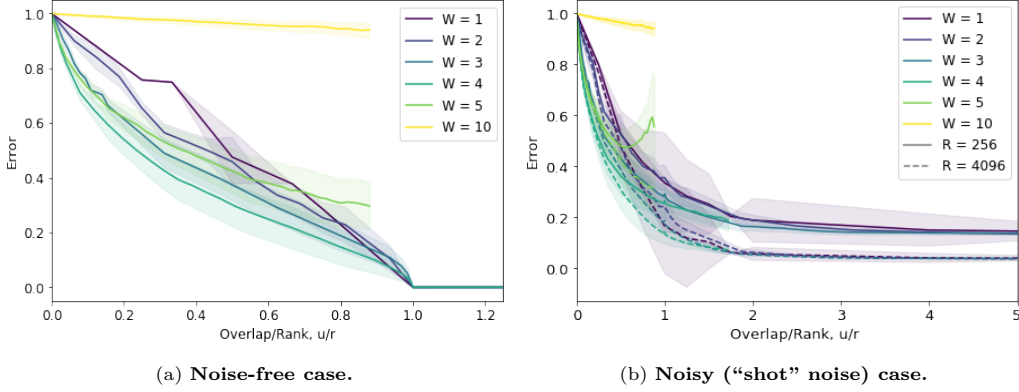 1.0
0.8
0.6
0.4
0.2
0.0
Error
0.0 0.2 0.4 0.6 0.8 1.0 1.2
Overlap/Rank, u/r
W = 1
W = 2
W = 3
W = 4
W = 5
W = 10
(a) Noise-free case.
1.0
0.8
0.6
0.4
0.2
0.0
Error
0 1 2 3 4 5
Overlap/Rank, u/r
W = 1
W = 2
W = 3
W = 4
W = 5
W = 10
R = 256
R = 4096
(b) Noisy (“shot” noise) case.